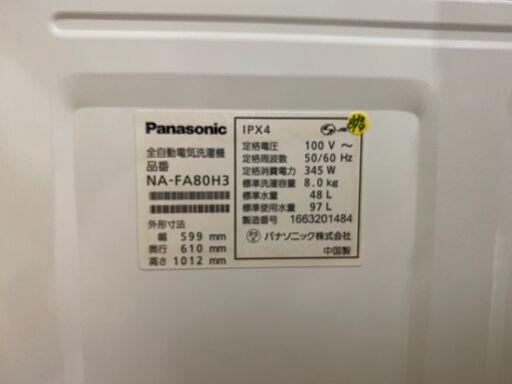 Panasonic
全自動電気洗濯機
品番
NA-FA80H3
外形寸法
幅 599 mm
奥行 610 mm
高さ 1012 mm
IPX4
定格電圧 100 V ～
定格周波数 50/60 Hz
定格消費電力 345 W
標準洗濯容量 8.0kg
標準水量 48 L
標準使用水量 97 L
製造番号 1663201484
パナソニック株式会社
中国製